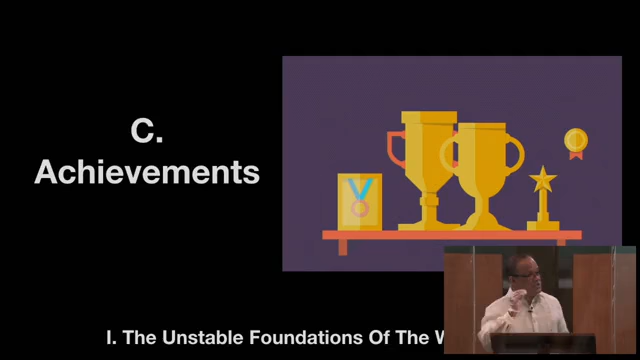 C.
Achievements
I. The Unstable Foundations Of The